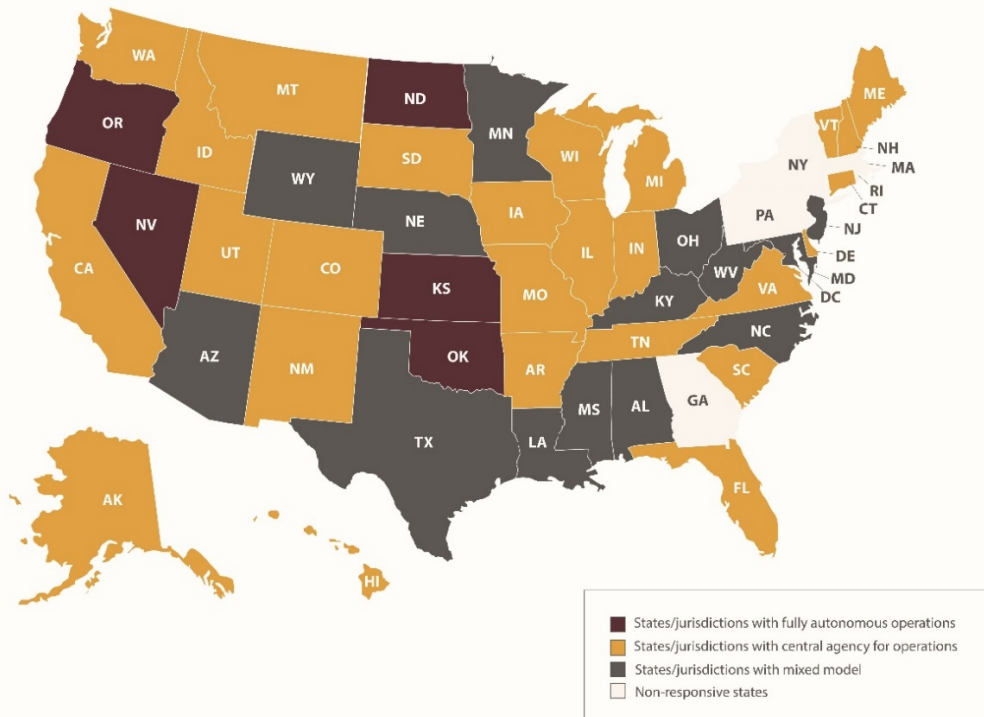 WA
OR
ID
MT
ND
MN
SD
WI
MI
WY
NE
IA
NV
UT
CO
KS
MO
IL
IN
OH
CA
AZ
NM
OK
AR
TX
LA
MS
AL
GA
TN
KY
WV
VA
NC
SC
FL
PA
NY
VT
ME
NH
MA
RI
CT
NJ
DE
MD
DC
AK
HI
States/jurisdictions with fully autonomous operations
States/jurisdictions with central agency for operations
States/jurisdictions with mixed model
Non-responsive states